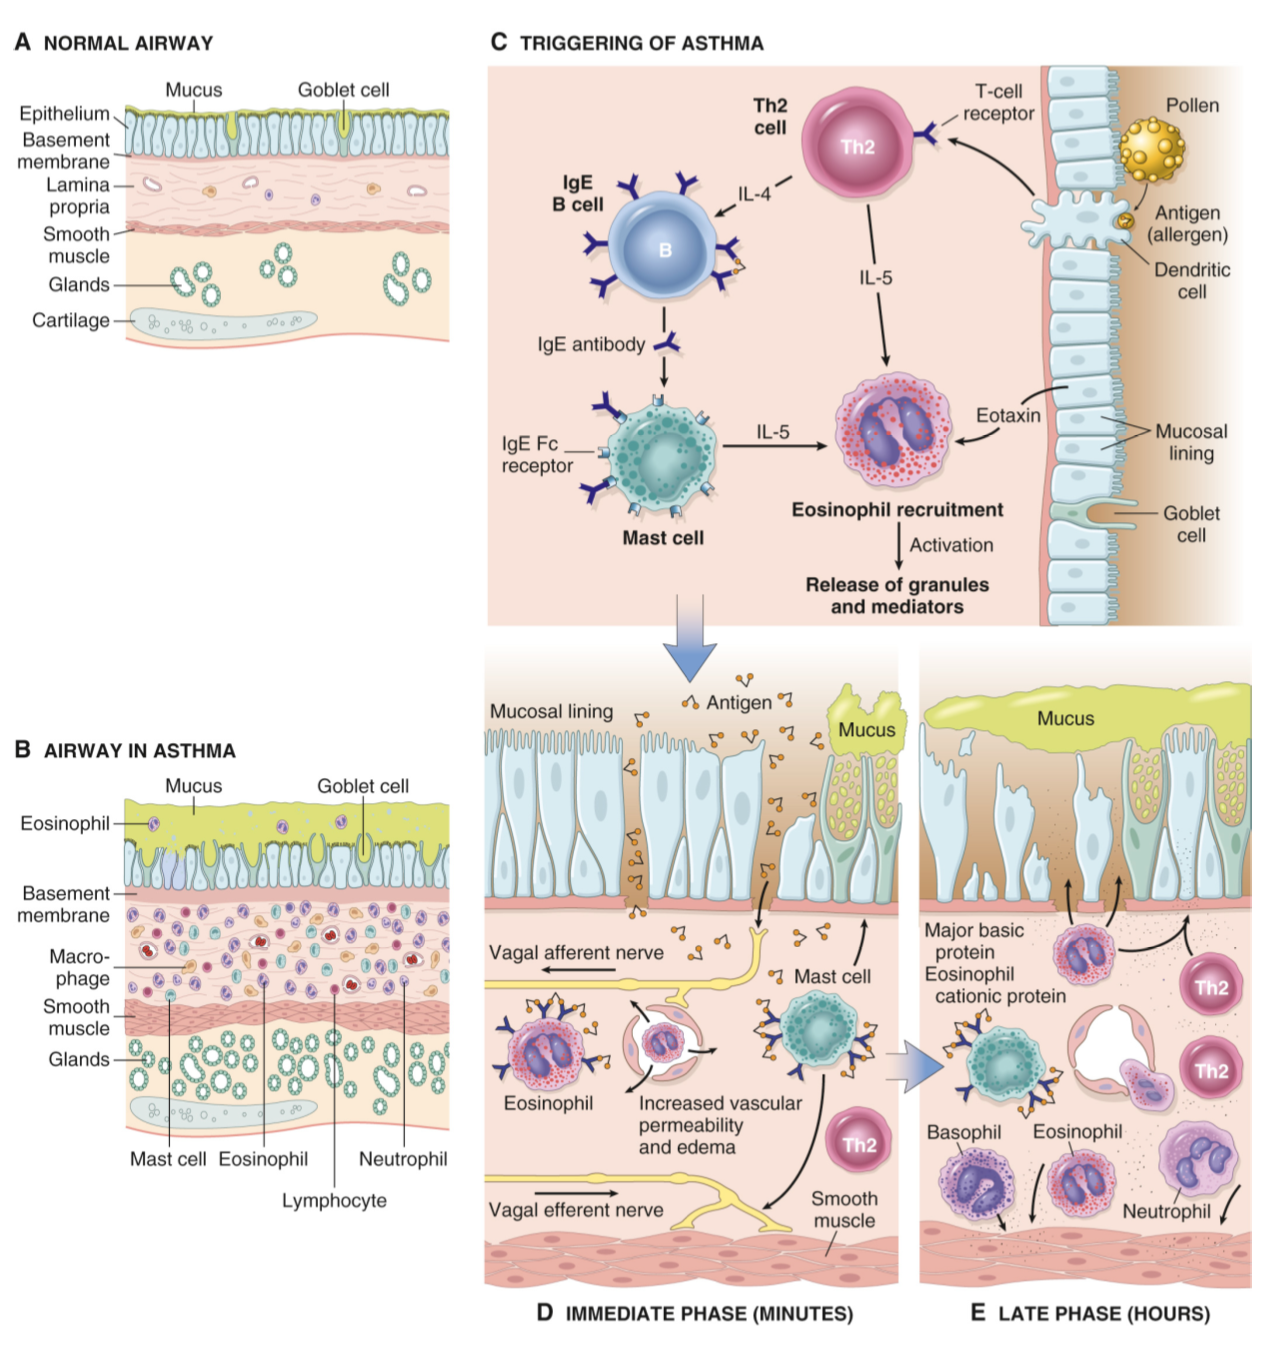 A NORMAL AIRWAY
Mucus
Goblet cell
Epithelium
Basement
membrane
Lamina
propria
Smooth
muscle
Glands
Cartilage
B AIRWAY IN ASTHMA
Mucus
Goblet cell
Eosinophil
Basement
membrane
Macro-
phage
Smooth
muscle
Glands
Mast cell
Eosinophil
Neutrophil
Lymphocyte
C TRIGGERING OF ASTHMA
Th2
cell
Th2
T-cell
receptor
Pollen
IgE
B cell
IL-4
B
Antigen
(allergen)
Dendritic
cell
IL-5
IgE antibody
IgE Fc
receptor
IL-5
Eotaxin
Mucosal
lining
Mast cell
Eosinophil recruitment
Activation
Release of granules
and mediators
Goblet
cell
Mucosal lining
Antigen
Mucus
Vagal afferent nerve
Mast cell
Eosinophil
Increased vascular
permeability
and edema
Th2
Vagal efferent nerve
Smooth
muscle
D IMMEDIATE PHASE (MINUTES)
Mucus
Major basic
protein
Eosinophil
cationic protein
Th2
Th2
Basophil
Eosinophil
Neutrophil
E LATE PHASE (HOURS)